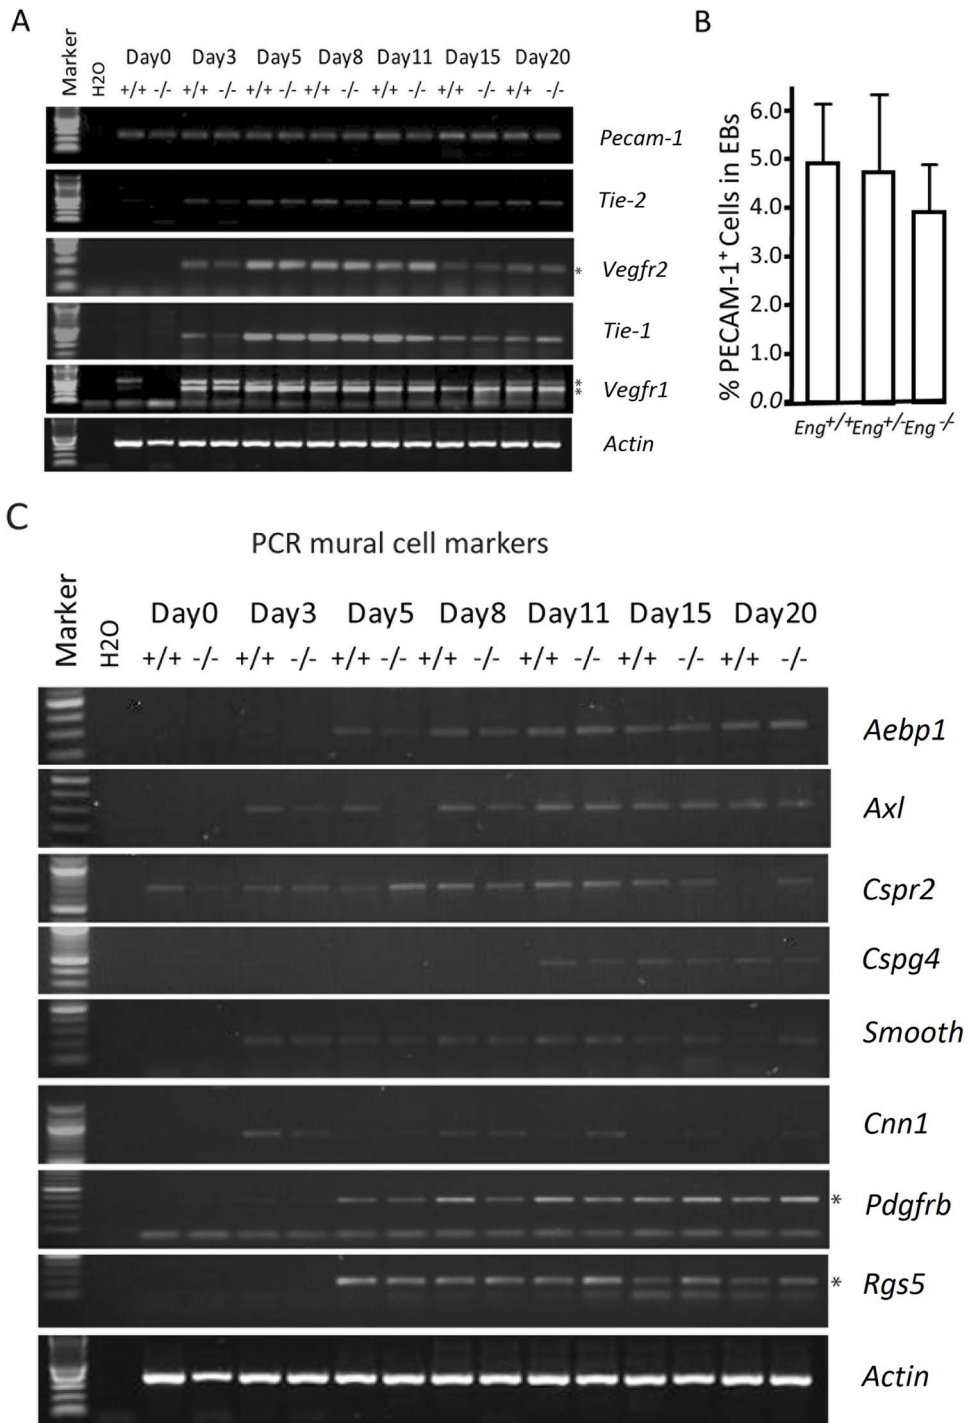 A
Marker
H2O
Day0 Day3 Day5 Day8 Day11 Day15 Day20
+/+ -/- +/+ -/- +/+ -/- +/+ -/- +/+ -/- +/+ -/- +/+ -/-
Pecam-1
Tie-2
* Vegfr2
Tie-1
*
* Vegfr1
Actin
B
% PECAM-1+ Cells in EBs
6.0
5.0
4.0
3.0
2.0
1.0
0.0
Eng+/+ Eng+/- Eng -/-
C
PCR mural cell markers
Marker
H2O
Day0 Day3 Day5 Day8 Day11 Day15 Day20
+/+ -/- +/+ -/- +/+ -/- +/+ -/- +/+ -/- +/+ -/- +/+ -/-
Aebp1
Axl
Cspr2
Cspg4
Smooth
Cnn1
* Pdgfrb
* Rgs5
Actin